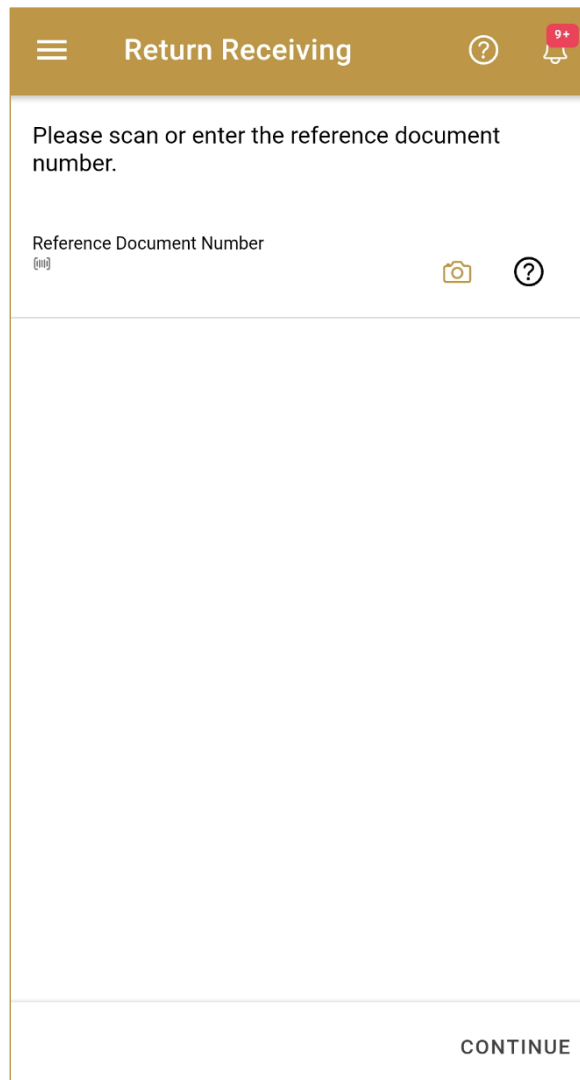 Return Receiving
9+
Please scan or enter the reference document
number.
Reference Document Number
CONTINUE